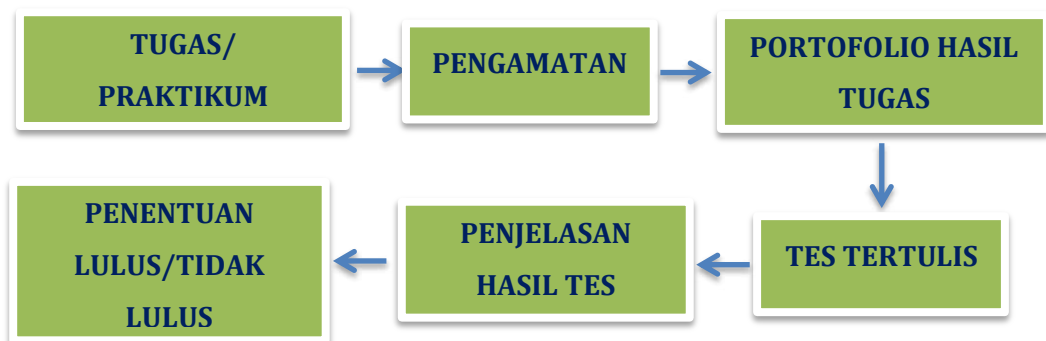 TUGAS/
PRAKTIKUM
PENGAMATAN
PORTOFOLIO HASIL
TUGAS
TES TERTULIS
PENJELASAN
HASIL TES
PENENTUAN
LULUS/TIDAK
LULUS